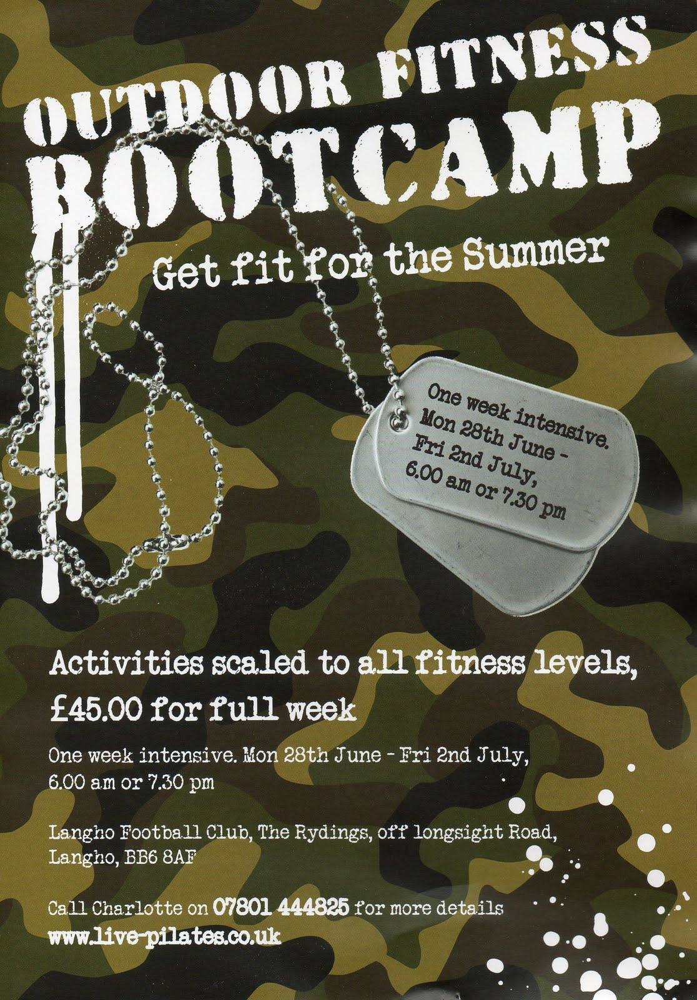 OUTDOOR FITNESS
BOOTCAMP
Get fit for the Summer
One week intensive.
Mon 28th June -
Fri 2nd July,
6.00 am or 7.30 pm
Activities scaled to all fitness levels,
£45.00 for full week
One week intensive. Mon 28th June - Fri 2nd July,
6.00 am or 7.30 pm
Langho Football Club, The Rydings, off longsight Road,
Langho, BB6 8AF
Call Charlotte on 07801 444825 for more details
www.live-pilates.co.uk